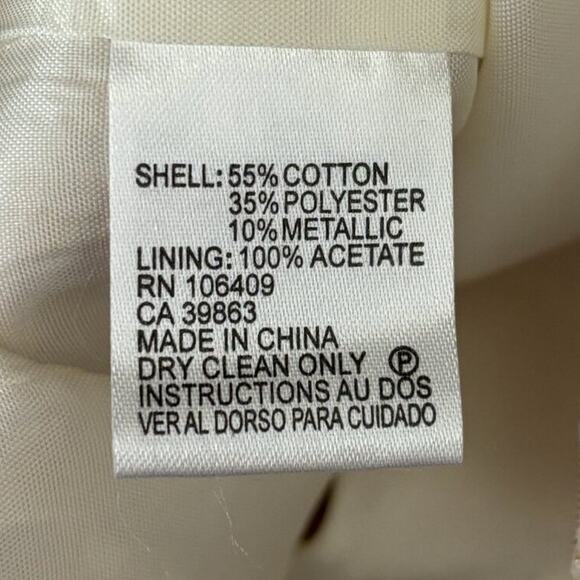 SHELL: 55% COTTON
35% POLYESTER
10% METALLIC
LINING: 100% ACETATE
RN 106409
CA 39863
MADE IN CHINA
DRY CLEAN ONLY Ⓟ
INSTRUCTIONS AU DOS
VER AL DORSO PARA CUIDADO